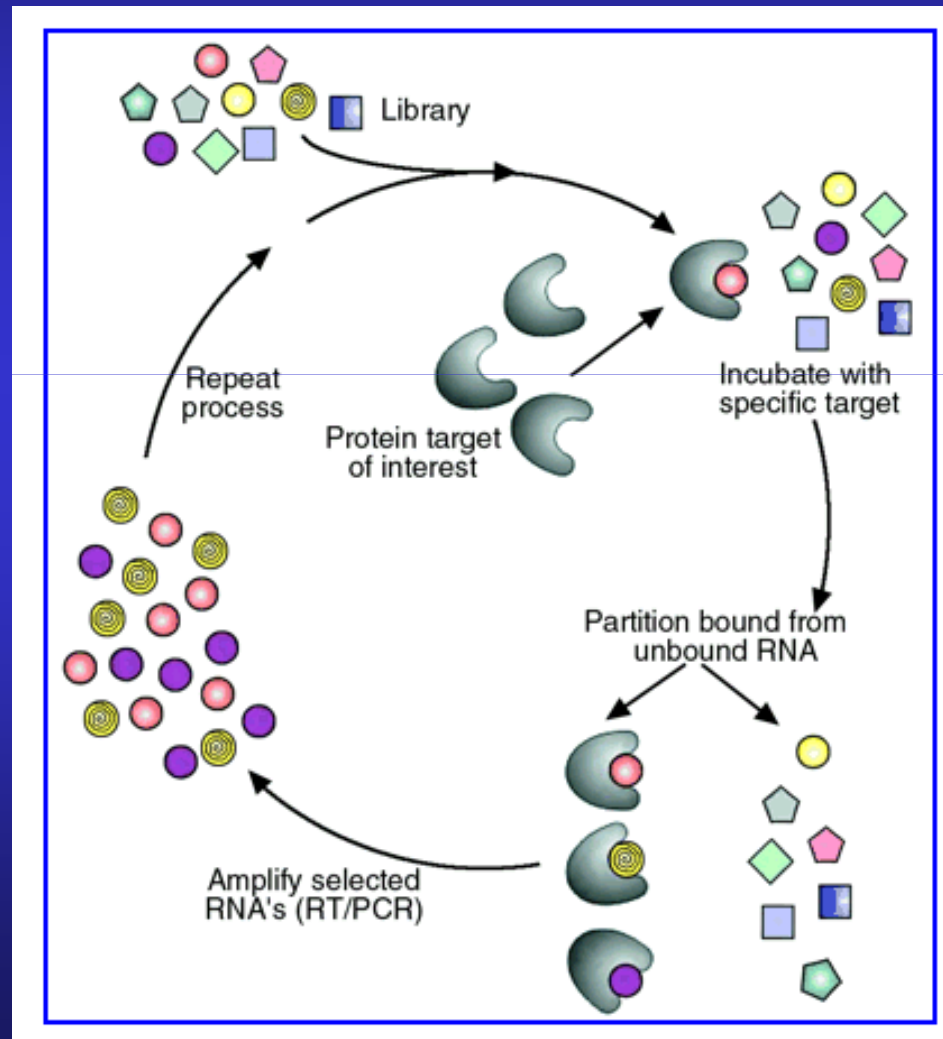 Library
Incubate with
specific target
Protein target
of interest
Repeat
process
Partition bound from
unbound RNA
Amplify selected
RNA's (RT/PCR)